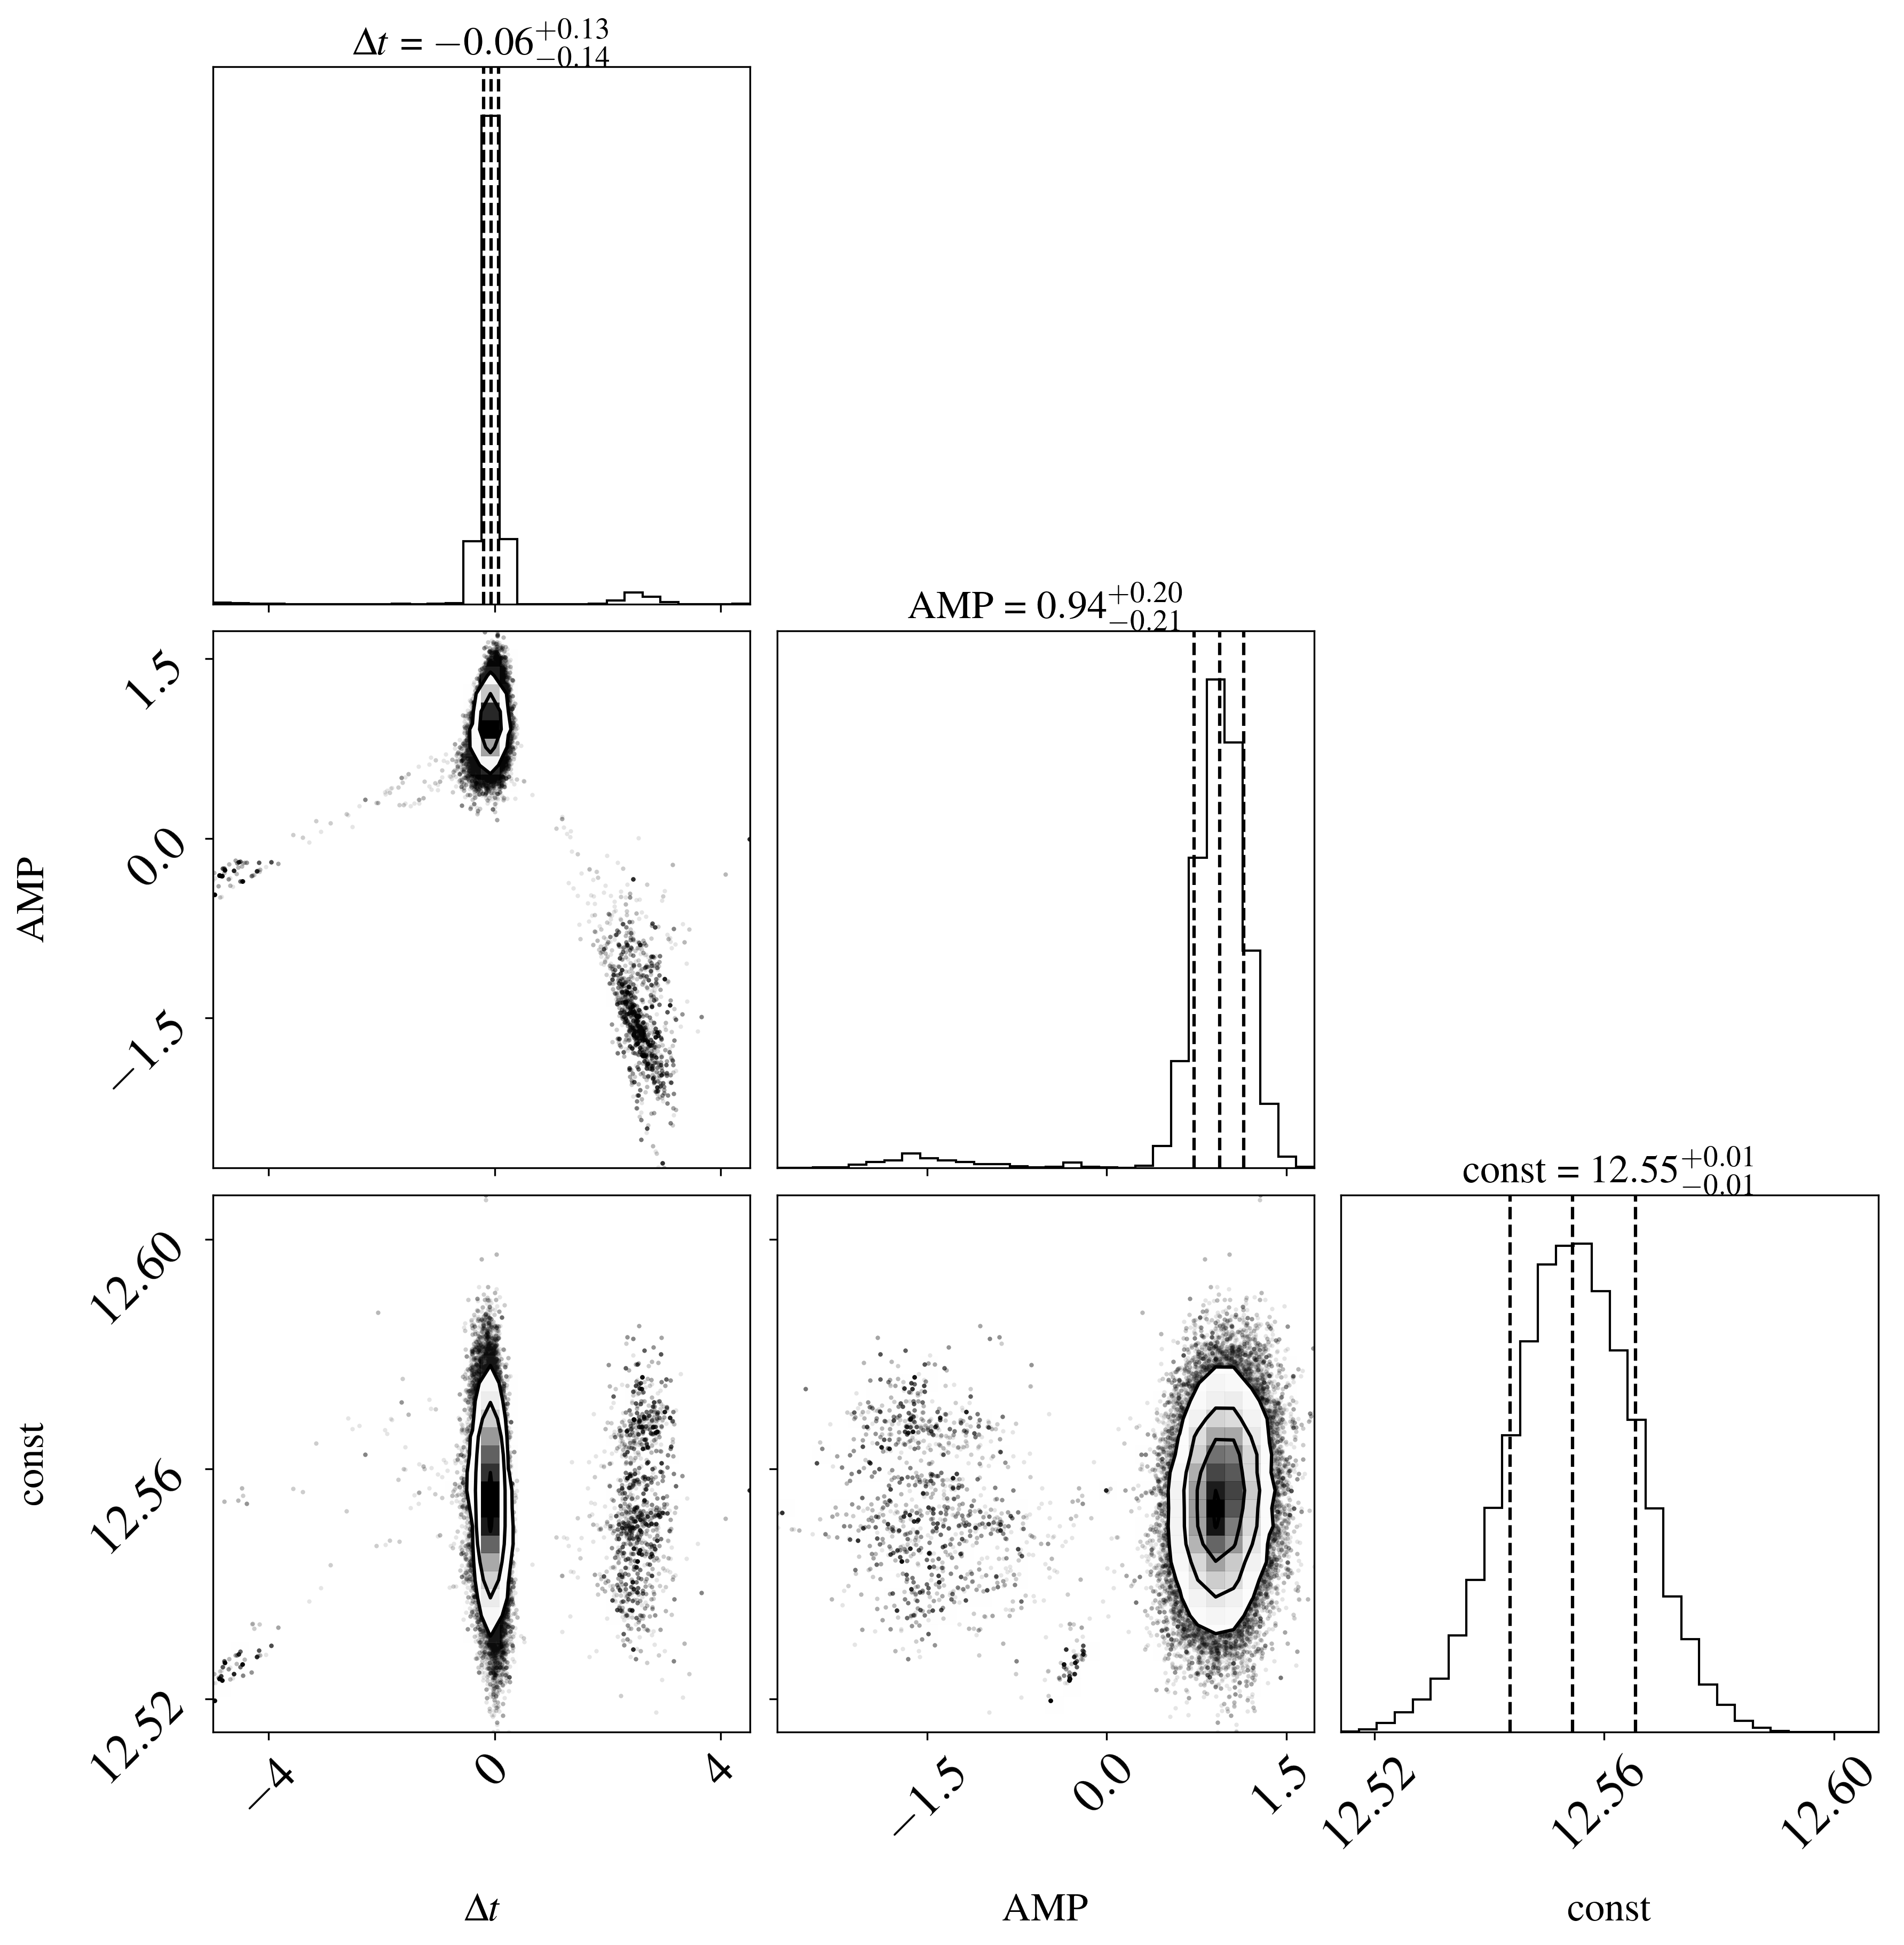 Δt = −0.06+0.13−0.14
AMP = 0.94+0.20−0.21
1.5
0.0
−1.5
AMP
const = 12.55+0.01−0.01
12.60
12.56
12.52
const
−4 0 4
−1.5 0.0 1.5
12.52 12.56 12.60
Δt
AMP
const